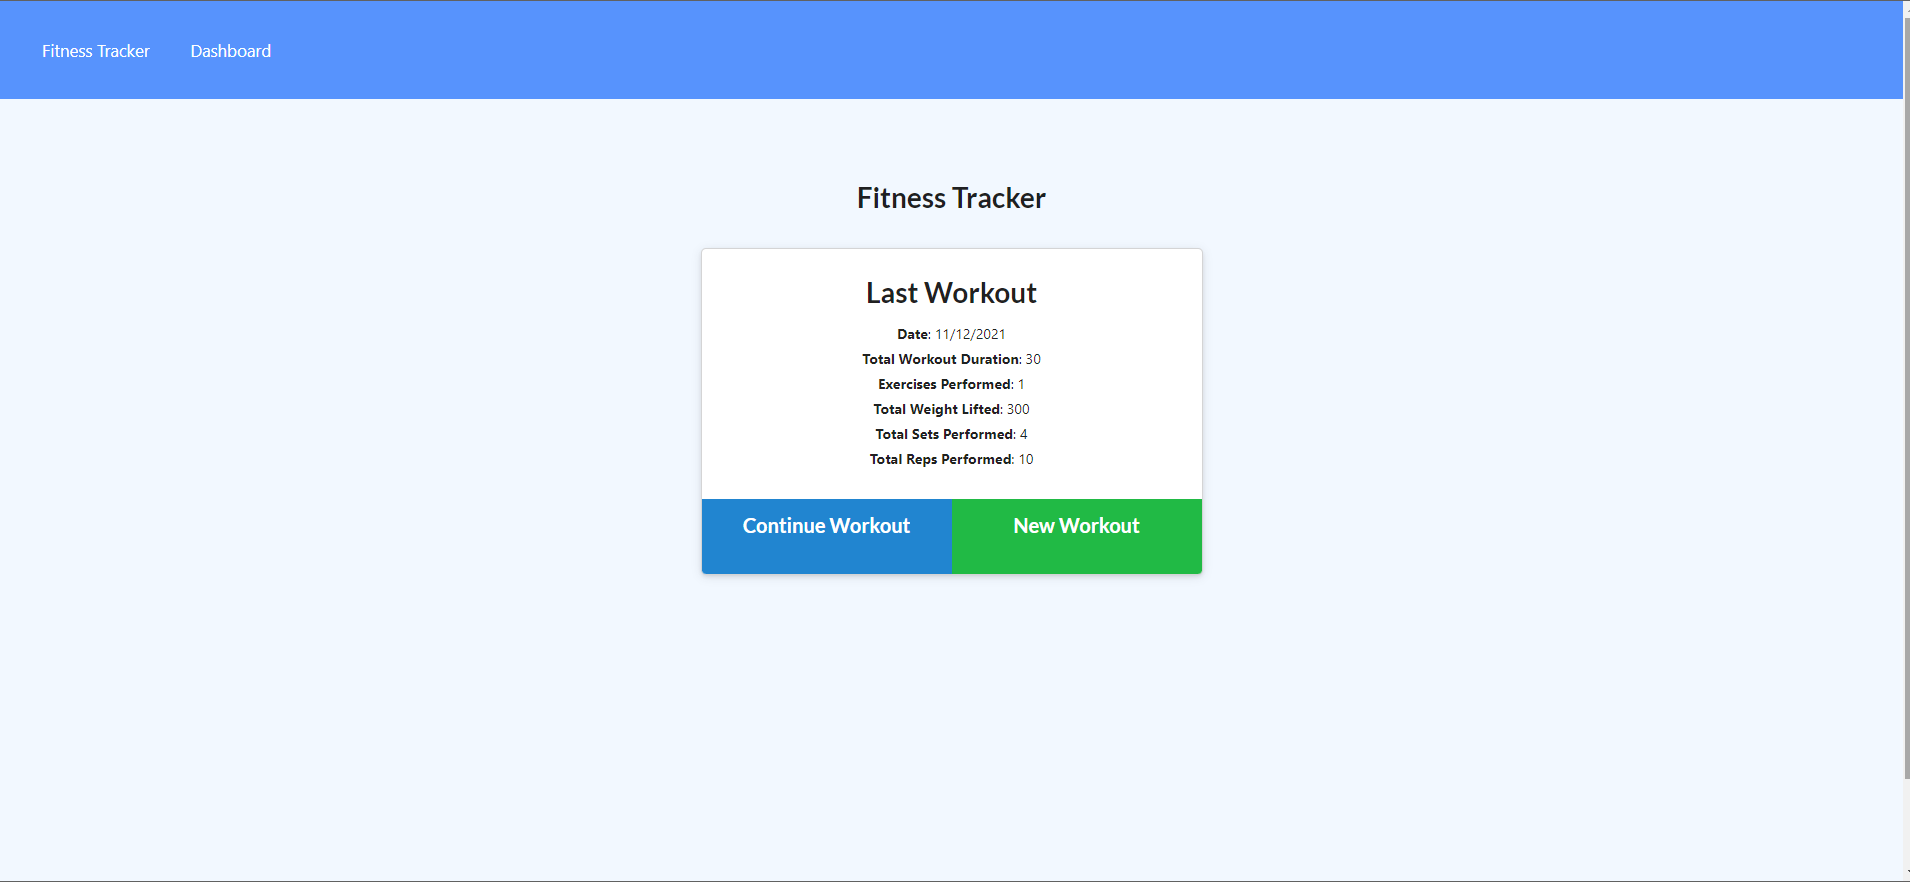 Fitness Tracker Dashboard
Fitness Tracker
Last Workout
Date: 11/12/2021
Total Workout Duration: 30
Exercises Performed: 1
Total Weight Lifted: 300
Total Sets Performed: 4
Total Reps Performed: 10
Continue Workout New Workout